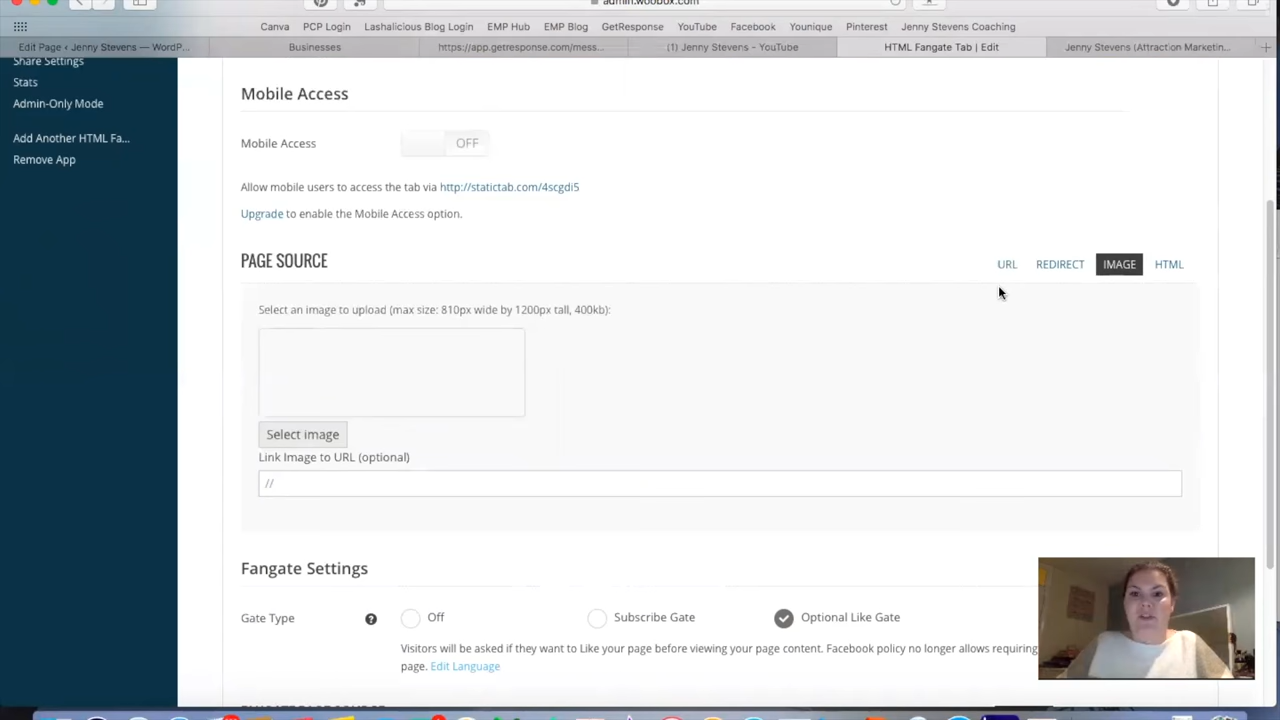 admin.woobox.com
Canva PCP Login Lashalicious Blog Login EMP Hub EMP Blog GetResponse YouTube Facebook Younique Pinterest Jenny Stevens Coaching
Edit Page ‹ Jenny Stevens — WordP... Businesses https://app.getresponse.com/mess... (1) Jenny Stevens - YouTube HTML Fangate Tab | Edit Jenny Stevens (Attraction Marketin...
Share Settings
Stats
Admin-Only Mode
Add Another HTML Fa...
Remove App
Mobile Access
Mobile Access OFF
Allow mobile users to access the tab via http://statictab.com/4scgdi5
Upgrade to enable the Mobile Access option.
PAGE SOURCE URL REDIRECT IMAGE HTML
Select an image to upload (max size: 810px wide by 1200px tall, 400kb):
Select image
Link Image to URL (optional)
//
Fangate Settings
Gate Type ? Off Subscribe Gate Optional Like Gate
Visitors will be asked if they want to Like your page before viewing your page content. Facebook policy no longer allows requiring
page. Edit Language